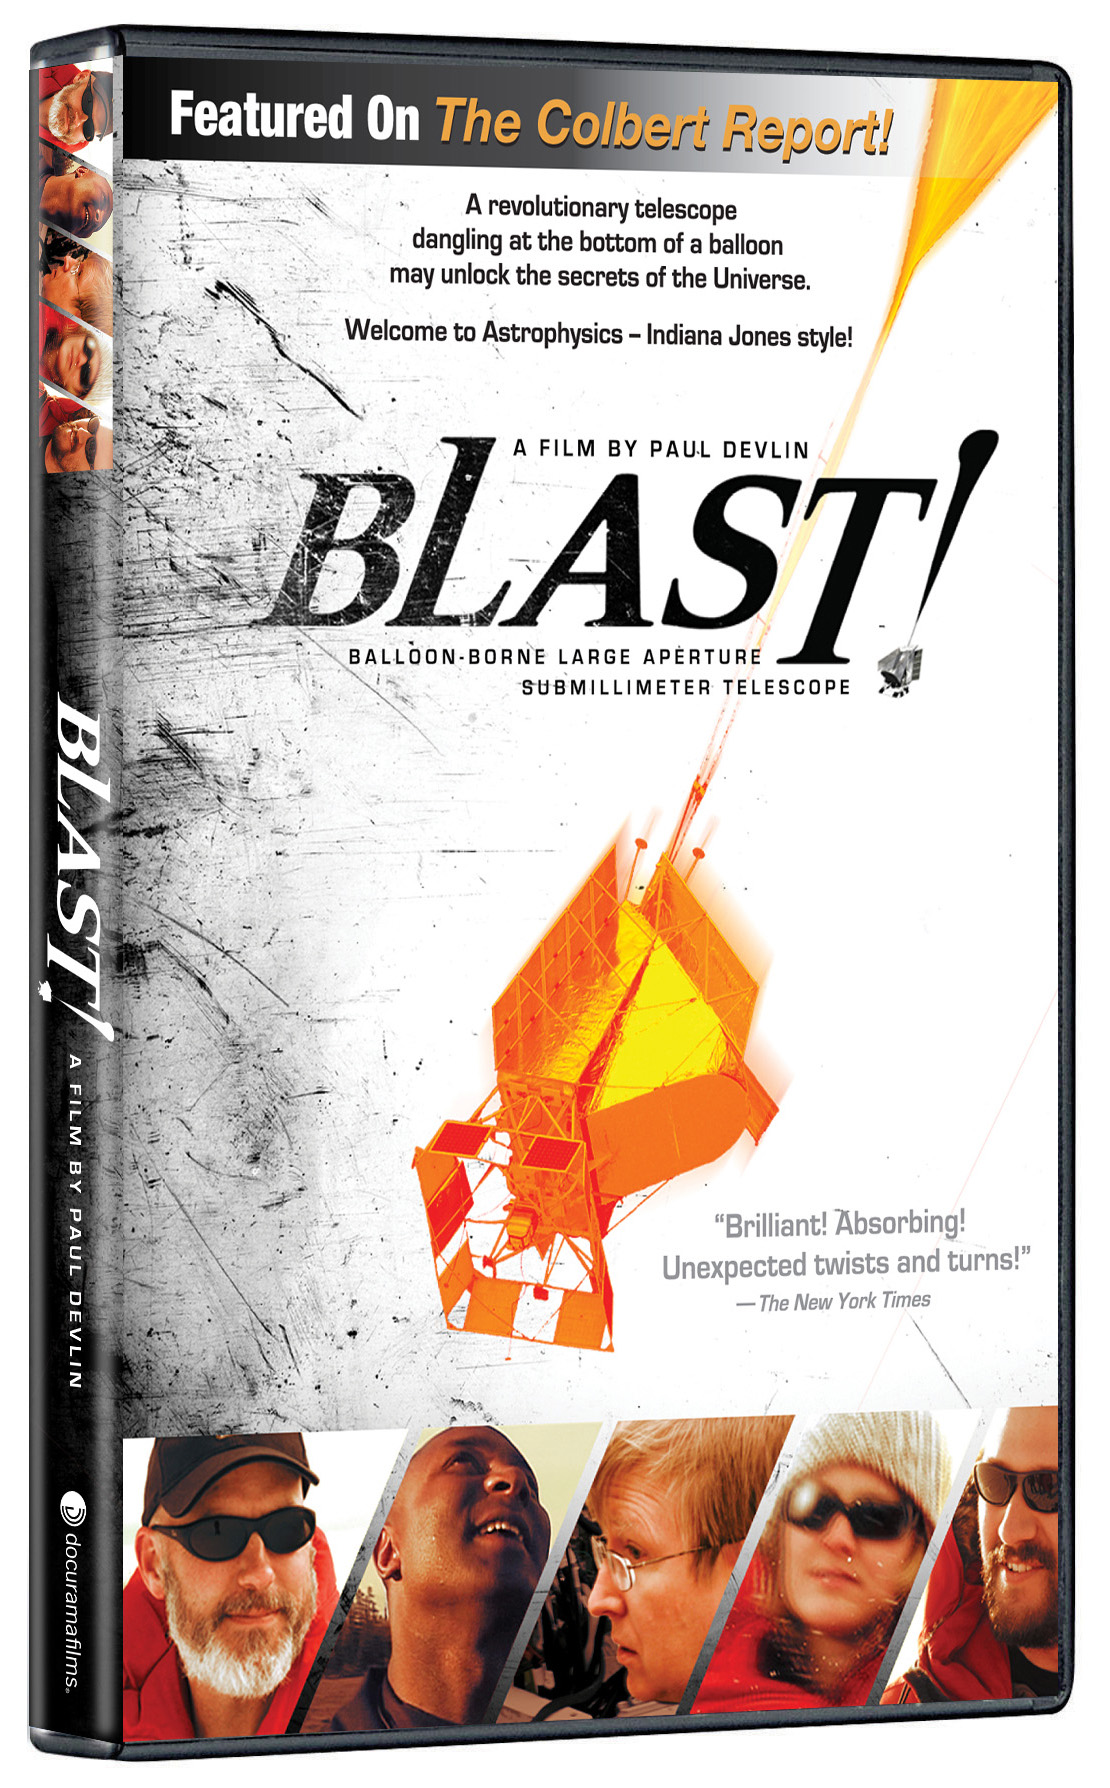 Featured On The Colbert Report!
A revolutionary telescope
dangling at the bottom of a balloon
may unlock the secrets of the Universe.
Welcome to Astrophysics – Indiana Jones style!
A FILM BY PAUL DEVLIN
BLAST!
BALLOON-BORNE LARGE APERTURE
SUBMILLIMETER TELESCOPE
“Brilliant! Absorbing!
Unexpected twists and turns!”
— The New York Times
BLAST!
A FILM BY PAUL DEVLIN
docuramafilms®